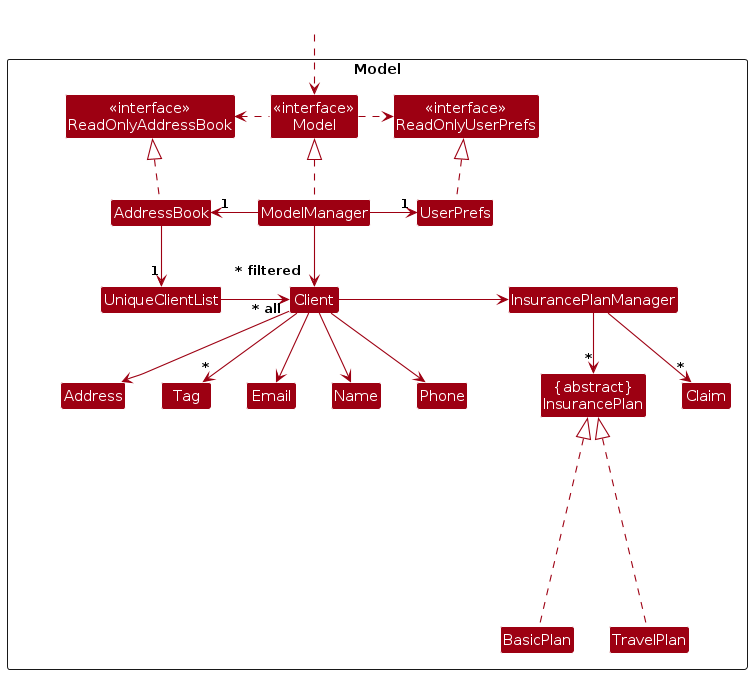 Model
«interface»
ReadOnlyAddressBook
«interface»
Model
«interface»
ReadOnlyUserPrefs
AddressBook
1
ModelManager
1
UserPrefs
1
* filtered
UniqueClientList
* all
Client
InsurancePlanManager
*
*
*
Address
Tag
Email
Name
Phone
{abstract}
InsurancePlan
Claim
BasicPlan
TravelPlan